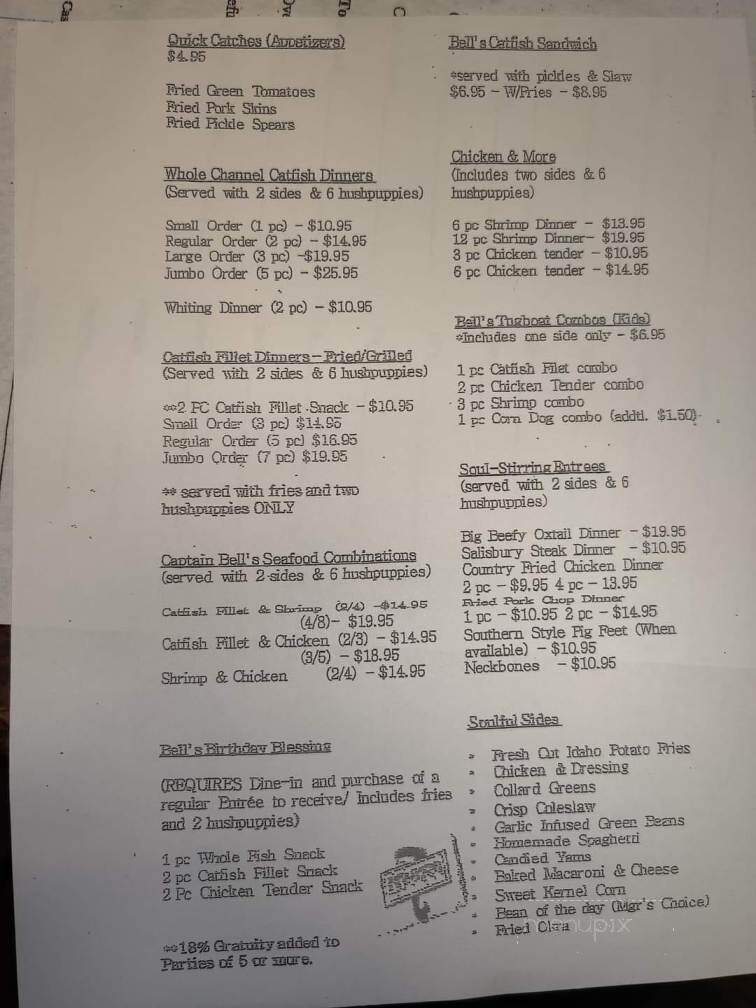 Quick Catches (Appetizers)
$4.95
Fried Green Tomatoes
Fried Pork Skins
Fried Pickle Spears
Whole Channel Catfish Dinners
(Served with 2 sides & 6 hushpuppies)
Small Order (1 pc) - $10.95
Regular Order (2 pc) - $14.95
Large Order (3 pc) -$19.95
Jumbo Order (5 pc) - $25.95
Whiting Dinner (2 pc) - $10.95
Catfish Fillet Dinners-Fried/Grilled
(Served with 2 sides & 6 hushpuppies)
**2 PC Catfish Fillet Snack - $10.95
Small Order (3 pc) $14.95
Regular Order (5 pc) $16.95
Jumbo Order (7 pc) $19.95
** served with fries and two
hushpuppies ONLY
Captain Bell's Seafood Combinations
(served with 2 sides & 6 hushpuppies)
Catfish Fillet & Shrimp (2/4) -$14.95
(4/8)- $19.95
Catfish Fillet & Chicken (2/3) - $14.95
(3/5) - $18.95
Shrimp & Chicken (2/4) - $14.95
Bell's Birthday Blessing
(REQUIRES Dine-in and purchase of a
regular Entrée to receive/ Includes fries
and 2 hushpuppies)
1 pc Whole Fish Snack
2 pc Catfish Fillet Snack
2 Pc Chicken Tender Snack
**18% Gratuity added to
Parties of 5 or more.
Bell's Catfish Sandwich
*served with pickles & Slaw
$6.95 - W/Fries - $8.95
Chicken & More
(Includes two sides & 6
hushpuppies)
6 pc Shrimp Dinner - $13.95
12 pc Shrimp Dinner- $19.95
3 pc Chicken tender - $10.95
6 pc Chicken tender - $14.95
Bell's Tugboat Combos (Kids)
*Includes one side only - $6.95
1 pc Catfish Filet combo
2 pc Chicken Tender combo
3 pc Shrimp combo
1 pc Corn Dog combo (addtl. $1.50)
Soul-Stirring Entrees
(served with 2 sides & 6
hushpuppies)
Big Beefy Oxtail Dinner - $19.95
Salisbury Steak Dinner - $10.95
Country Fried Chicken Dinner
2 pc - $9.95 4 pc - 13.95
Fried Pork Chop Dinner
1 pc - $10.95 2 pc - $14.95
Southern Style Pig Feet (When
available) - $10.95
Neckbones - $10.95
Soulful Sides
Fresh Cut Idaho Potato Fries
Chicken & Dressing
Collard Greens
Crisp Coleslaw
Garlic Infused Green Beans
Homemade Spaghetti
Candied Yams
Baked Macaroni & Cheese
Sweet Kernel Corn
Bean of the day (Mgr's Choice)
Fried Okra
menupix